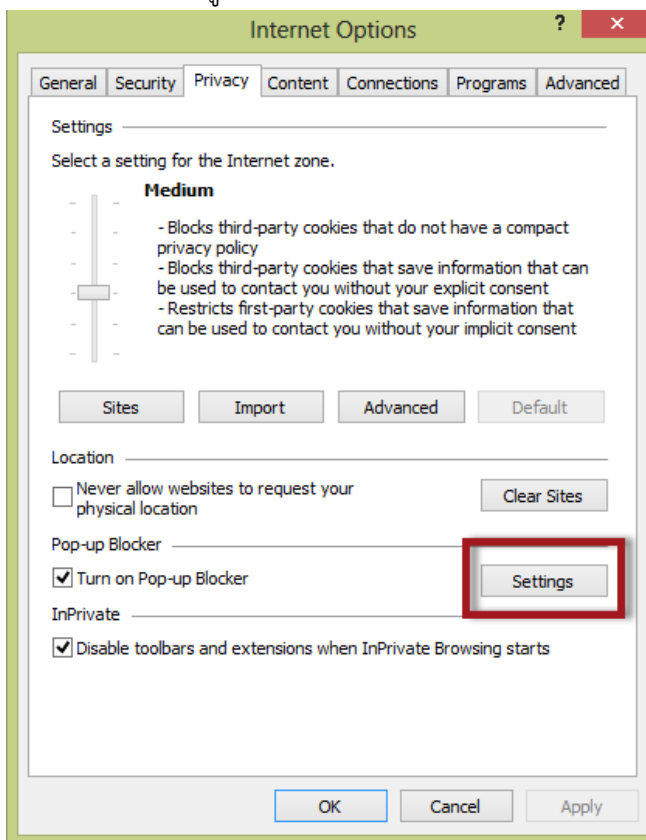 Internet Options
?
×
General Security Privacy Content Connections Programs Advanced
Settings
Select a setting for the Internet zone.
Medium
- Blocks third-party cookies that do not have a compact
privacy policy
- Blocks third-party cookies that save information that can
be used to contact you without your explicit consent
- Restricts first-party cookies that save information that
can be used to contact you without your implicit consent
Sites Import Advanced Default
Location
Never allow websites to request your
physical location
Clear Sites
Pop-up Blocker
Turn on Pop-up Blocker
Settings
InPrivate
Disable toolbars and extensions when InPrivate Browsing starts
OK Cancel Apply